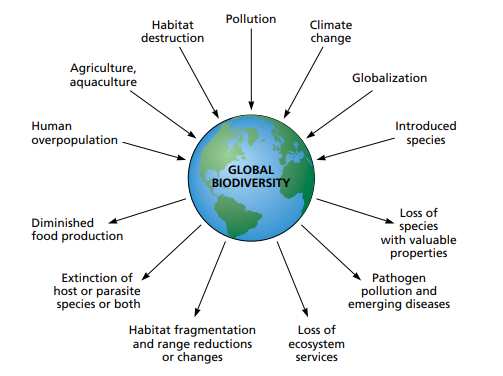 Pollution
Habitat
destruction
Climate
change
Agriculture,
aquaculture
Globalization
Human
overpopulation
Introduced
species
GLOBAL
BIODIVERSITY
Diminished
food production
Loss of
species
with valuable
properties
Extinction of
host or parasite
species or both
Pathogen
pollution and
emerging diseases
Habitat fragmentation
and range reductions
or changes
Loss of
ecosystem
services